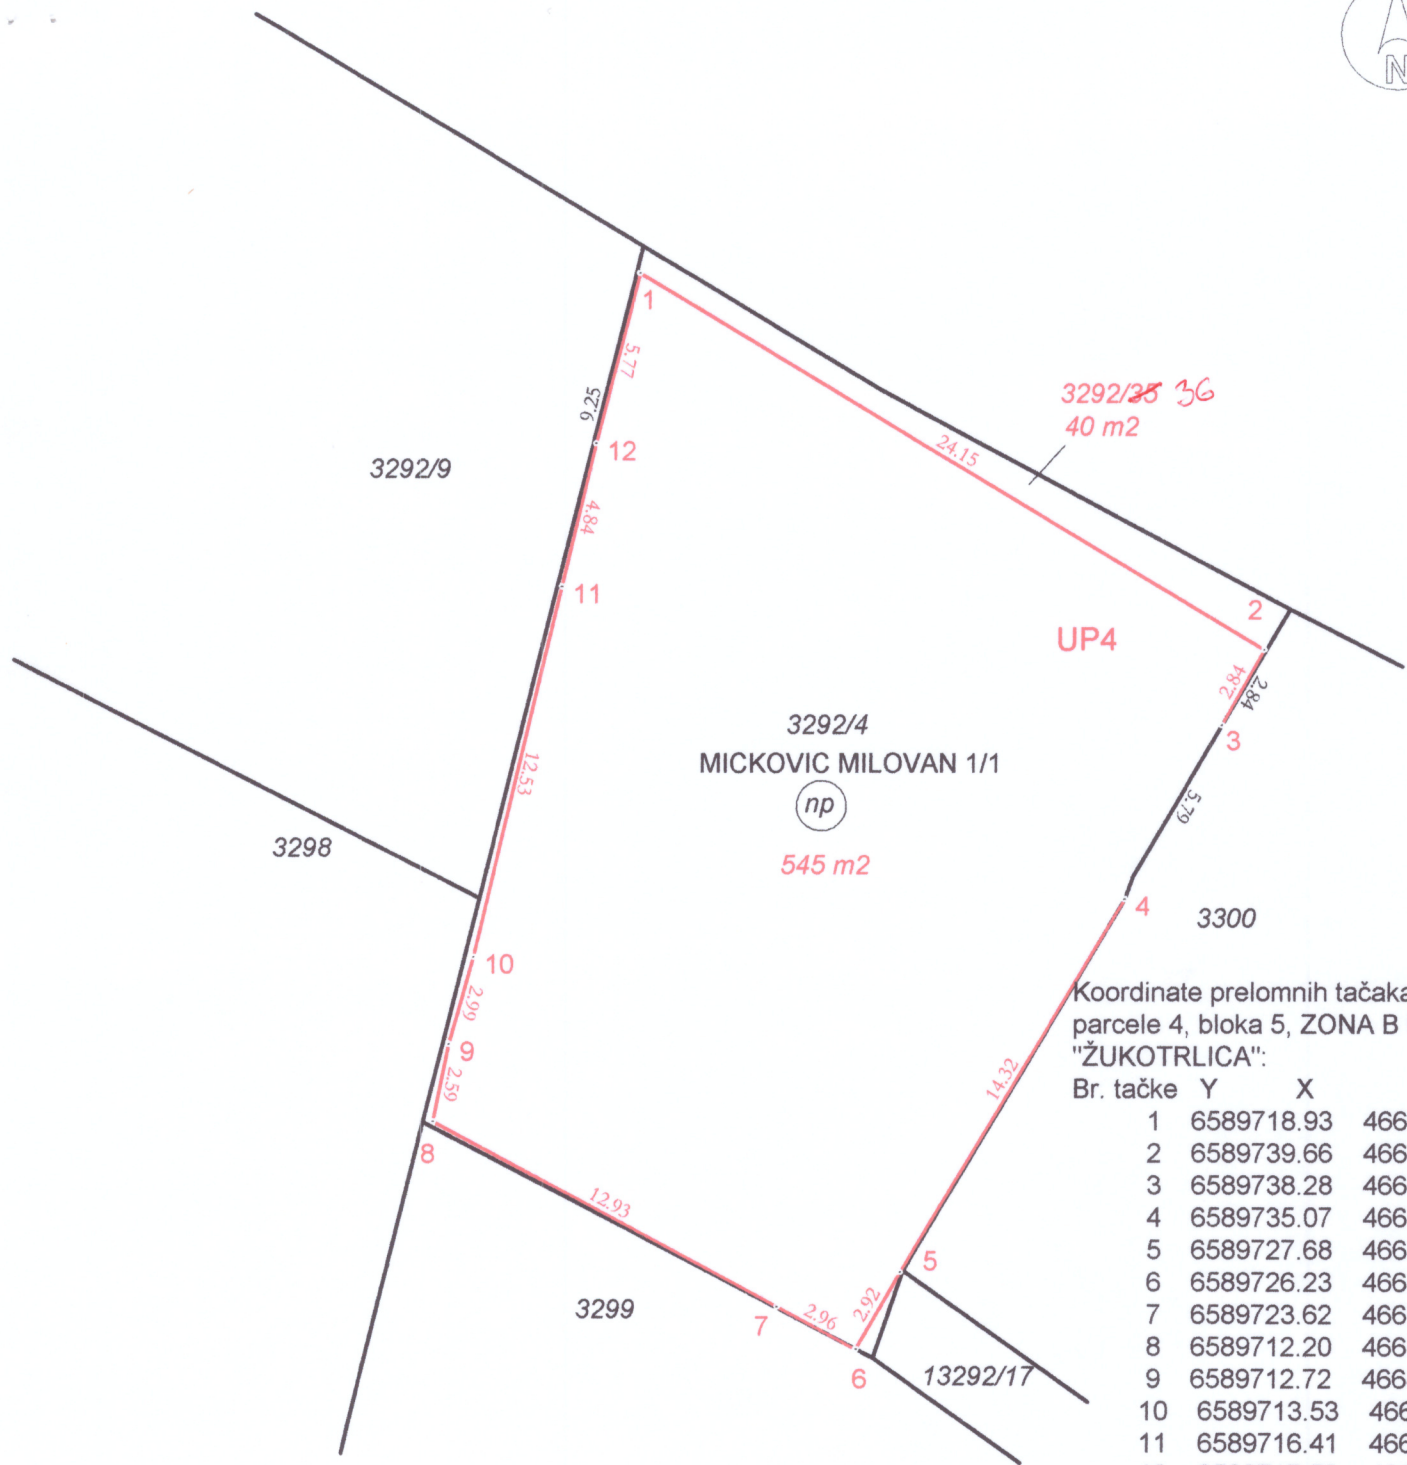 N
1
5.77
9.25
12
3292/9
4.84
11
24.15
3292/35 36
40 m2
2
UP4
2.84
2.84
3
3292/4
MICKOVIC MILOVAN 1/1
np
545 m2
5.79
12.53
3298
4
3300
10
2.99
9
2.59
8
14.32
12.93
3299
7
2.96
2.92
5
6
13292/17
Koordinate prelomnih tačaka
parcele 4, bloka 5, ZONA B
"ŽUKOTRLICA":
Br. tačke Y X
1 6589718.93 466
2 6589739.66 466
3 6589738.28 466
4 6589735.07 466
5 6589727.68 466
6 6589726.23 466
7 6589723.62 466
8 6589712.20 466
9 6589712.72 466
10 6589713.53 466
11 6589716.41 466